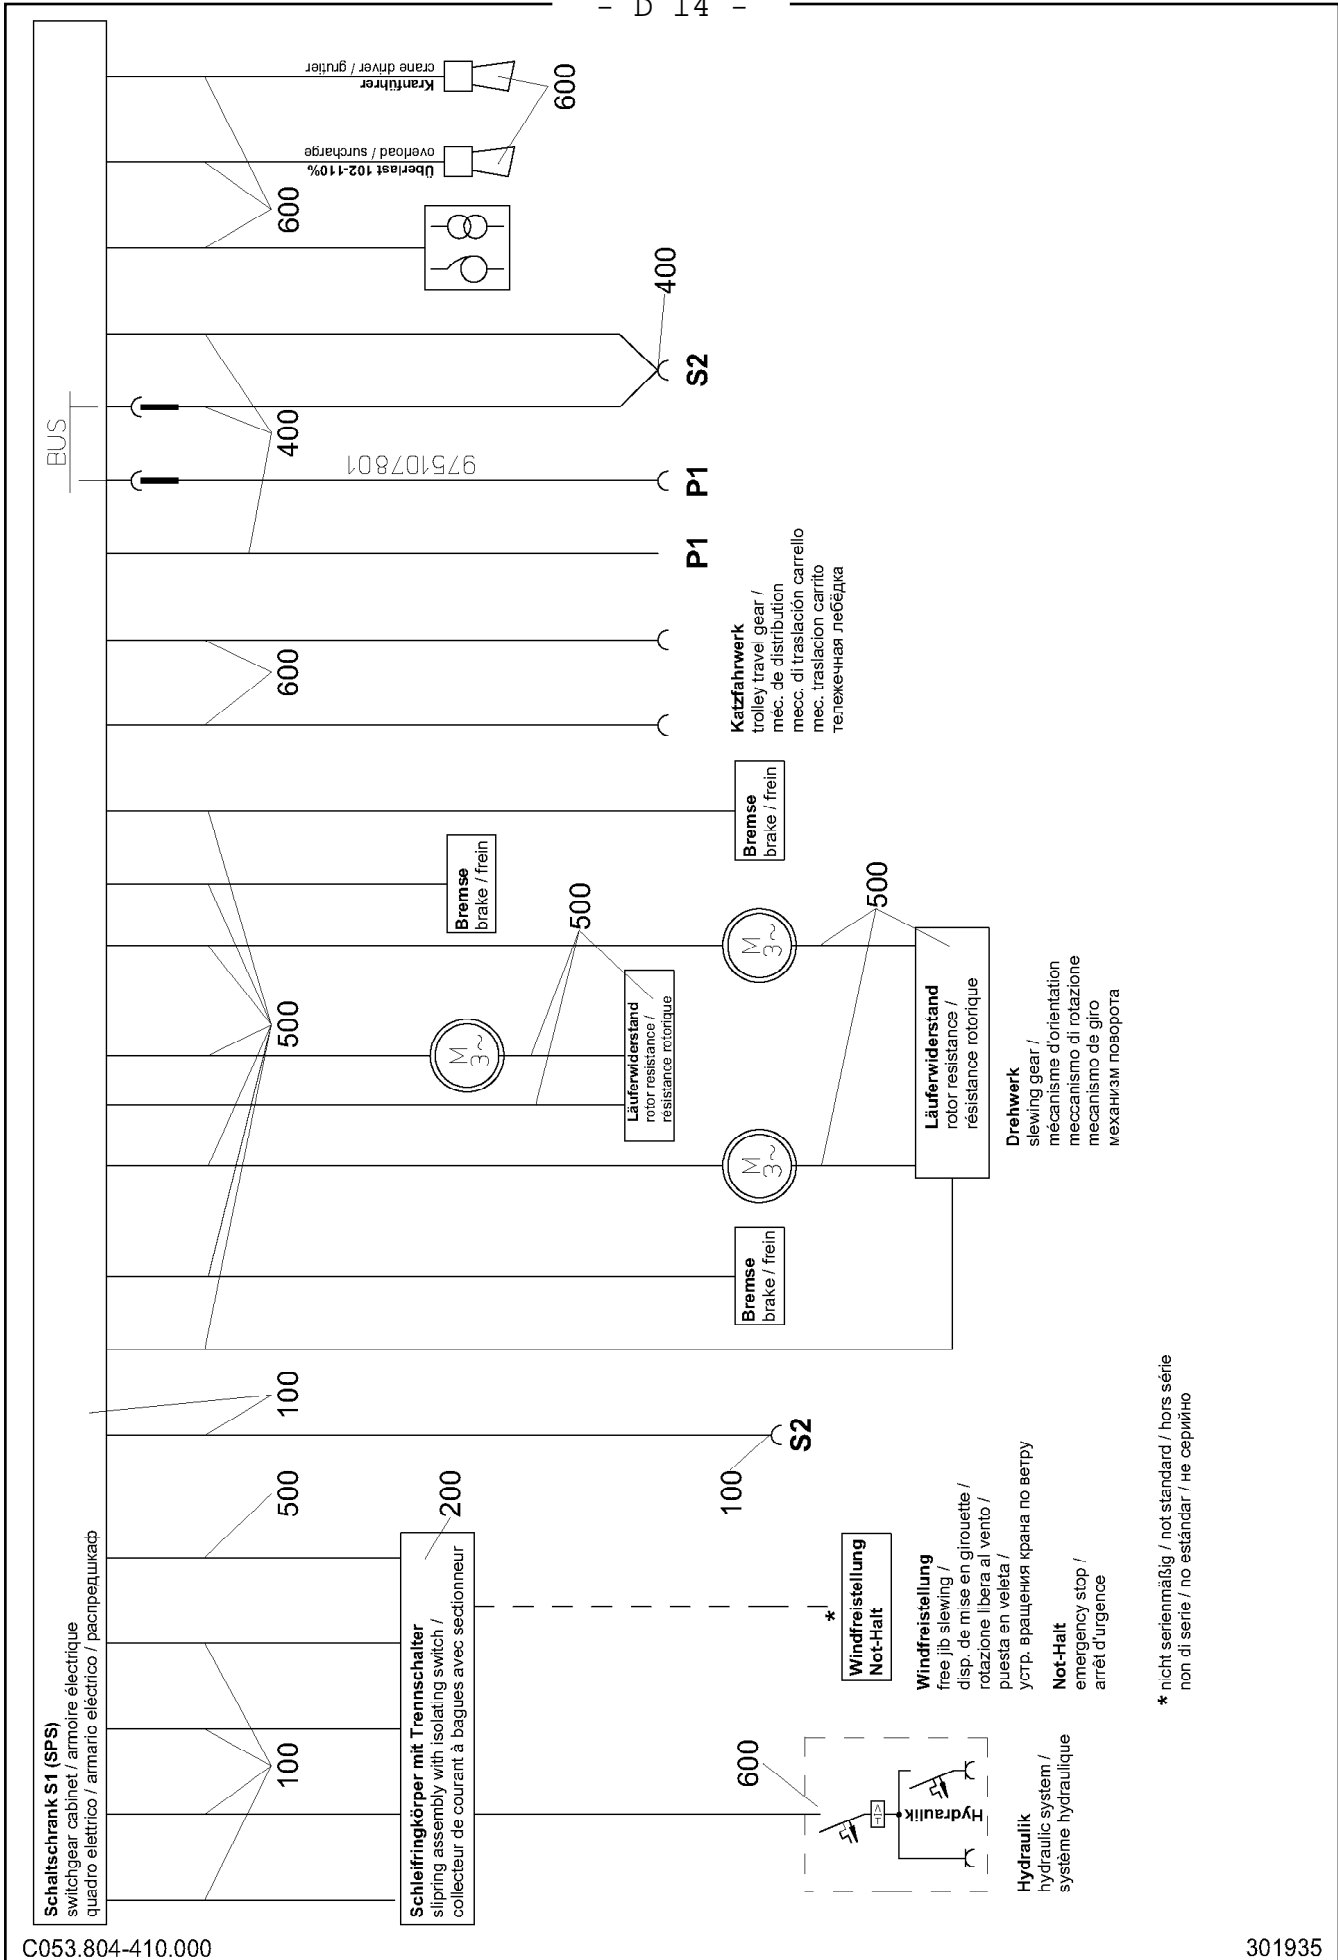 - D 14 -
Schaltschrank S1 (SPS)
switchgear cabinet / armoire électrique
quadro elettrico / armario eléctrico / распредшкаф
100
500
100
BUS
500
600
400
600
Schleifringkörper mit Trennschalter
slipring assembly with isolating switch /
collecteur de courant à bagues avec sectionneur
200
100
S2
Bremse
brake / frein
M
3~
Läuferwiderstand
rotor resistance /
résistance rotorique
500
Bremse
brake / frein
M
3~
M
3~
Bremse
brake / frein
500
Läuferwiderstand
rotor resistance /
résistance rotorique
Drehwerk
slewing gear /
mécanisme d'orientation
meccanismo di rotazione
mecanismo de giro
механизм поворота
Katzfahrwerk
trolley travel gear /
méc. de distribution
mecc. di traslación carrello
mec. traslacion carrito
тележечная лебёдка
P1
975107801
P1
S2
400
Überlast 102-110%
overload / surcharge
Kranführer
crane driver / grutier
600
600
Hydraulik
Hydraulik
hydraulic system /
système hydraulique
*
Windfreistellung
Not-Halt
Windfreistellung
free jib slewing /
disp. de mise en girouette /
rotazione libera al vento /
puesta en veleta /
устр. вращения крана по ветру
Not-Halt
emergency stop /
arrêt d'urgence
* nicht serienmäßig / not standard / hors série
non di serie / no estándar / не серийно
C053.804-410.000
301935